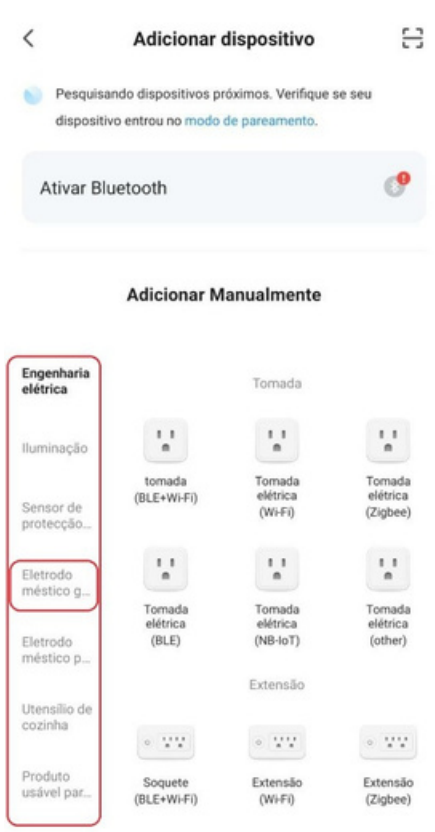 Adicionar dispositivo
Pesquisando dispositivos próximos. Verifique se seu
dispositivo entrou no modo de pareamento.
Ativar Bluetooth
Adicionar Manualmente
Engenharia
elétrica
Iluminação
Sensor de
protecção...
Eletrodo
méstico g...
Eletrodo
méstico p...
Utensílio de
cozinha
Produto
usável par...
Tomada
tomada
(BLE+Wi-Fi)
Tomada
elétrica
(Wi-Fi)
Tomada
elétrica
(Zigbee)
Tomada
elétrica
(BLE)
Tomada
elétrica
(NB-IoT)
Tomada
elétrica
(other)
Extensão
Soquete
(BLE+Wi-Fi)
Extensão
(Wi-Fi)
Extensão
(Zigbee)